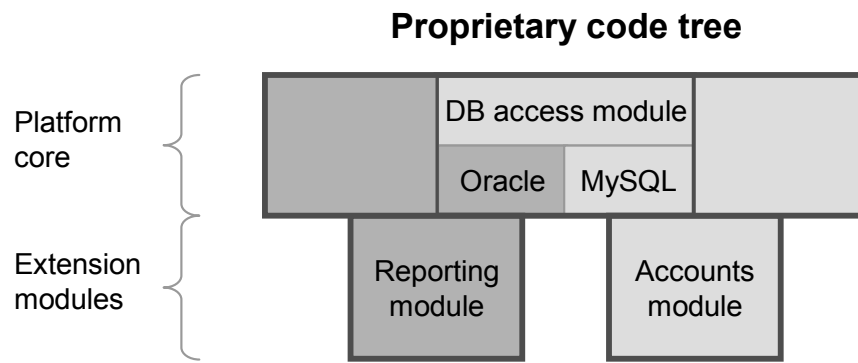 Proprietary code tree
Platform
core
DB access module
Oracle
MySQL
Extension
modules
Reporting
module
Accounts
module